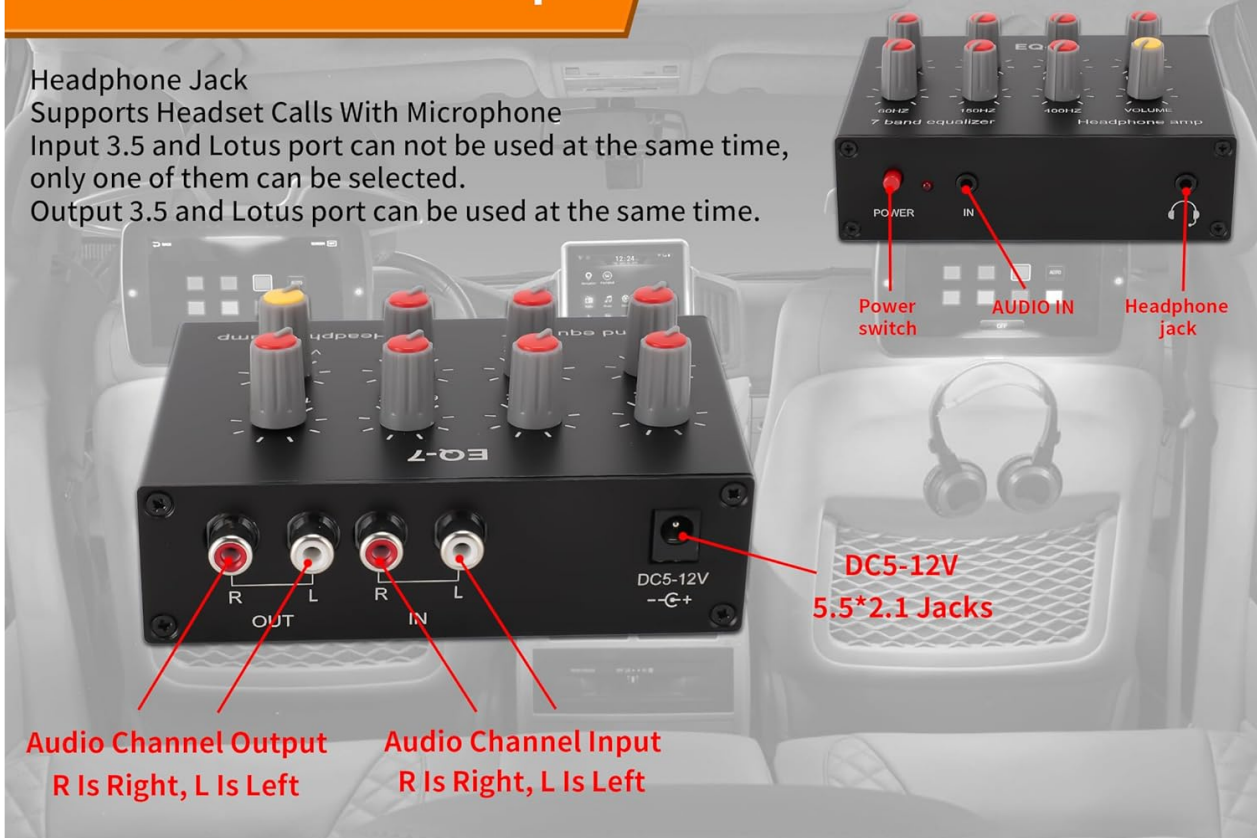 Headphone Jack
Supports Headset Calls With Microphone
Input 3.5 and Lotus port can not be used at the same time,
only one of them can be selected.
Output 3.5 and Lotus port can be used at the same time.
60HZ
150HZ
400HZ
VOLUME
7 band equalizer
Headphone amp
POWER
IN
Power
switch
AUDIO IN
Headphone
jack
12:24
OFF
EQ-7
R
L
R
L
OUT
IN
DC5-12V
DC5-12V
5.5*2.1 Jacks
Audio Channel Output
R Is Right, L Is Left
Audio Channel Input
R Is Right, L Is Left